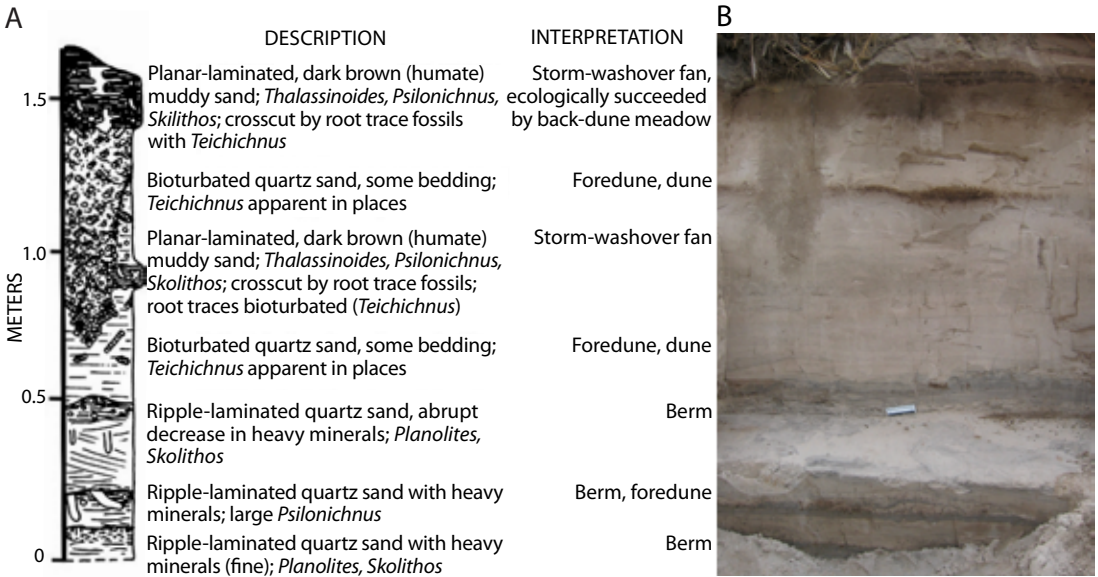 A
B
DESCRIPTION
INTERPRETATION
METERS
1.5
1.0
0.5
0
Planar-laminated, dark brown (humate)
muddy sand; Thalassinoides, Psilonichnus,
Skilithos; crosscut by root trace fossils
with Teichichnus
Storm-washover fan,
ecologically succeeded
by back-dune meadow
Bioturbated quartz sand, some bedding;
Teichichnus apparent in places
Foredune, dune
Planar-laminated, dark brown (humate)
muddy sand; Thalassinoides, Psilonichnus,
Skolithos; crosscut by root trace fossils;
root traces bioturbated (Teichichnus)
Storm-washover fan
Bioturbated quartz sand, some bedding;
Teichichnus apparent in places
Foredune, dune
Ripple-laminated quartz sand, abrupt
decrease in heavy minerals; Planolites,
Skolithos
Berm
Ripple-laminated quartz sand with heavy
minerals; large Psilonichnus
Berm, foredune
Ripple-laminated quartz sand with heavy
minerals (fine); Planolites, Skolithos
Berm